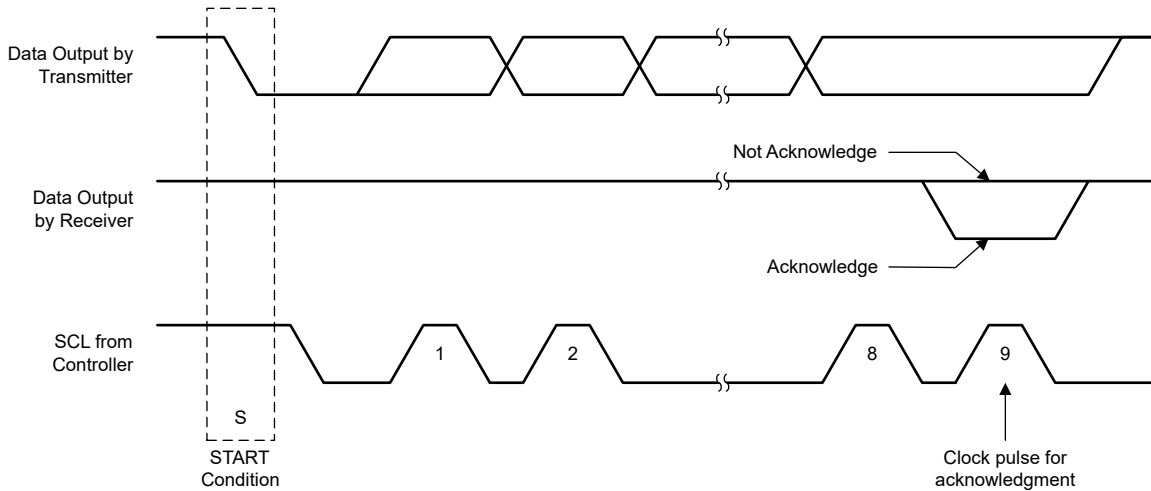 Data Output by
Transmitter
Not Acknowledge
Data Output
by Receiver
Acknowledge
SCL from
Controller
1
2
8
9
S
START
Condition
Clock pulse for
acknowledgment